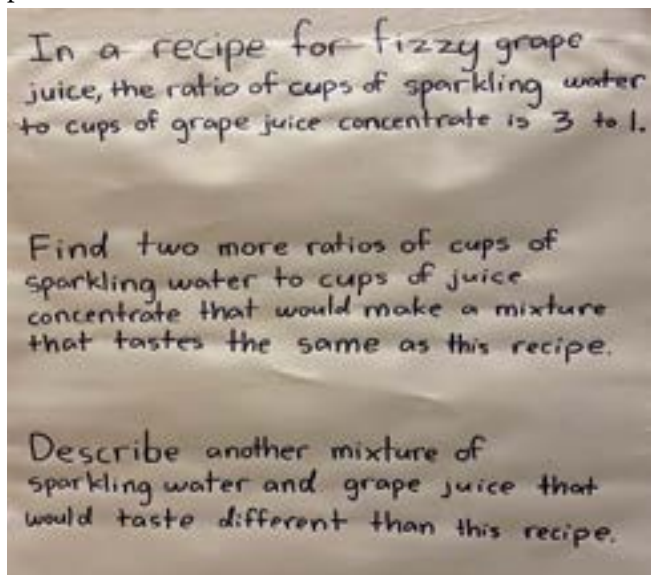 In a recipe for fizzy grape
juice, the ratio of cups of sparkling water
to cups of grape juice concentrate is 3 to 1.
Find two more ratios of cups of
sparkling water to cups of juice
concentrate that would make a mixture
that tastes the same as this recipe.
Describe another mixture of
sparkling water and grape juice that
would taste different than this recipe.